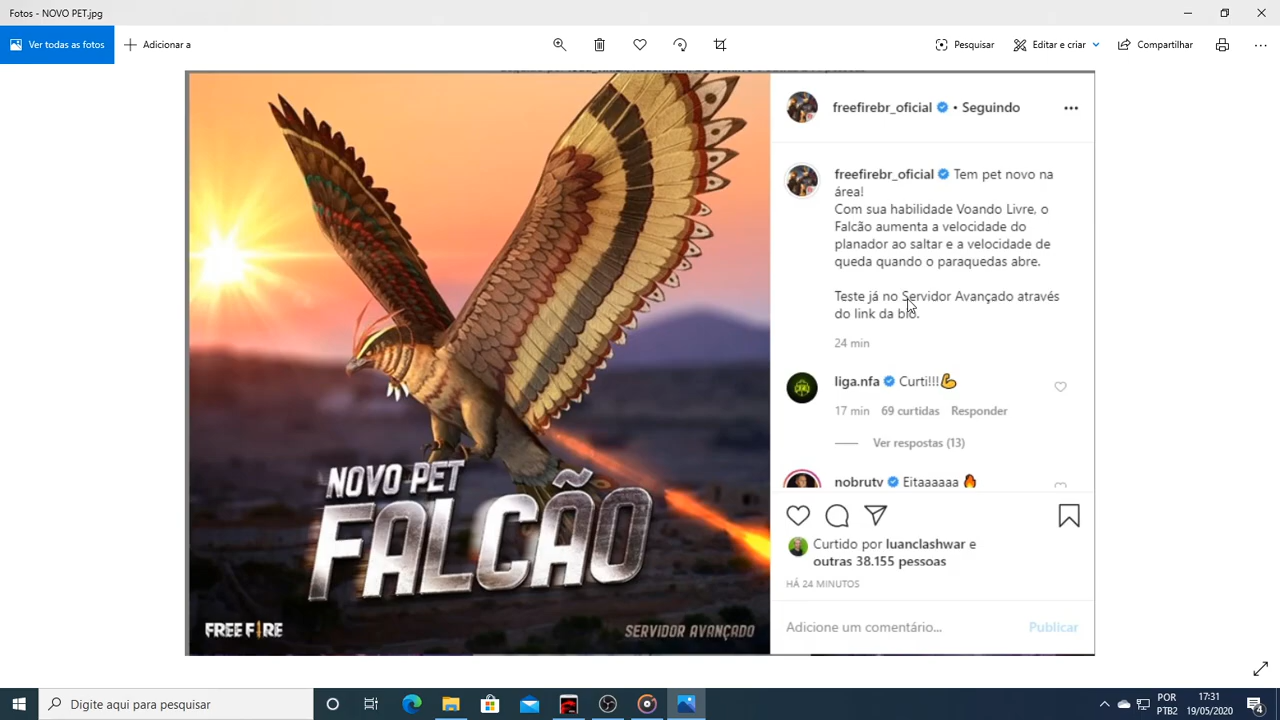 Fotos - NOVO PET.jpg
Ver todas as fotos
Adicionar a
Pesquisar
Editar e criar
Compartilhar
freefirebr_oficial • Seguindo
freefirebr_oficial Tem pet novo na
área!
Com sua habilidade Voando Livre, o
Falcão aumenta a velocidade do
planador ao saltar e a velocidade de
queda quando o paraquedas abre.
Teste já no Servidor Avançado através
do link da bio.
24 min
liga.nfa Curti!!!💪
17 min 69 curtidas Responder
Ver respostas (13)
nobrutv Eitaaaaaa 🔥
Curtido por luanclashwar e
outras 38.155 pessoas
HÁ 24 MINUTOS
Adicione um comentário... Publicar
NOVO PET
FALCÃO
FREE FIRE
SERVIDOR AVANÇADO
Digite aqui para pesquisar
POR
PTB2
17:31
19/05/2020
4